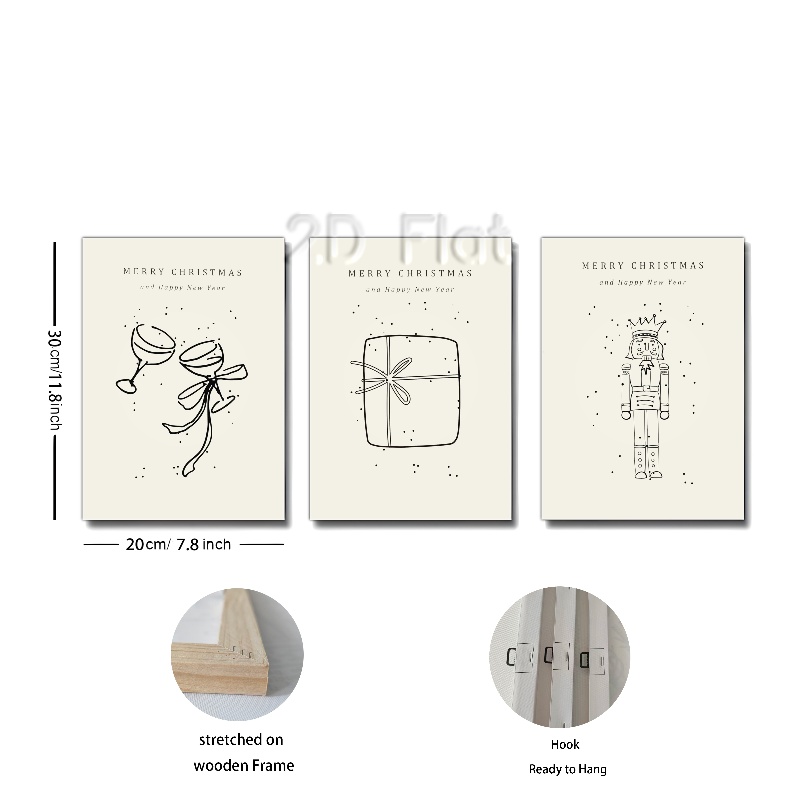 2D Flat
MERRY CHRISTMAS
and Happy New Year
MERRY CHRISTMAS
and Happy New Year
MERRY CHRISTMAS
and Happy New Year
30cm/11.8inch
20cm/ 7.8 inch
stretched on
wooden Frame
Hook
Ready to Hang